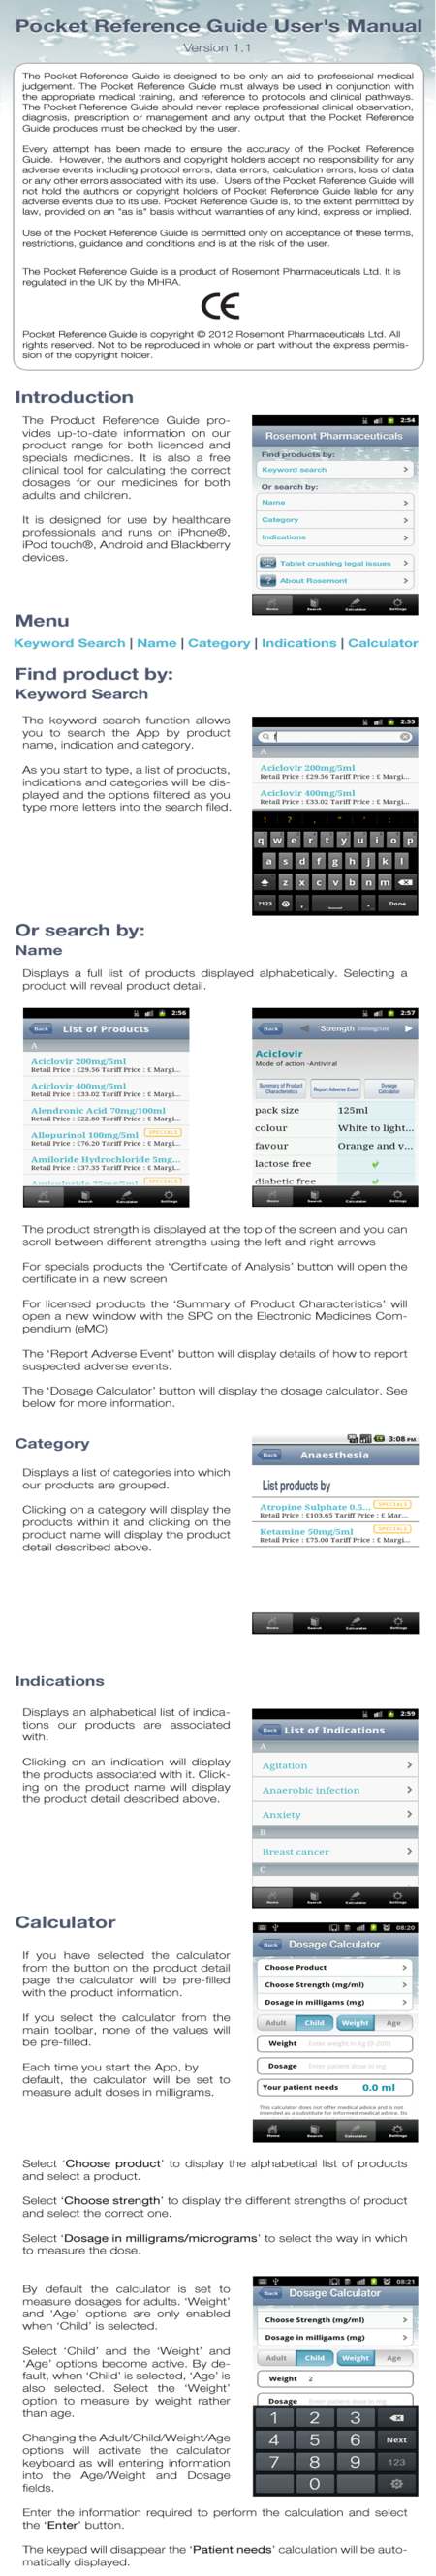 Pocket Reference Guide User's Manual
Version 1.1
The Pocket Reference Guide is designed to be only an aid to professional medical
judgement. The Pocket Reference Guide must always be used in conjunction with
the appropriate medical training, and reference to protocols and clinical pathways.
The Pocket Reference Guide should never replace professional clinical observation,
diagnosis, prescription or management and any output that the Pocket Reference
Guide produces must be checked by the user.
Every attempt has been made to ensure the accuracy of the Pocket Reference
Guide. However, the authors and copyright holders accept no responsibility for any
adverse events including protocol errors, data errors, calculation errors, loss of data
or any other errors associated with its use. Users of the Pocket Reference Guide will
not hold the authors or copyright holders of Pocket Reference Guide liable for any
adverse events due to its use. Pocket Reference Guide is, to the extent permitted by
law, provided on an "as is" basis without warranties of any kind, express or implied.
Use of the Pocket Reference Guide is permitted only on acceptance of these terms,
restrictions, guidance and conditions and is at the risk of the user.
The Pocket Reference Guide is a product of Rosemont Pharmaceuticals Ltd. It is
regulated in the UK by the MHRA.
CE
Pocket Reference Guide is copyright © 2012 Rosemont Pharmaceuticals Ltd. All
rights reserved. Not to be reproduced in whole or part without the express permis-
sion of the copyright holder.
Introduction
The Product Reference Guide pro-
vides up-to-date information on our
product range for both licenced and
specials medicines. It is also a free
clinical tool for calculating the correct
dosages for our medicines for both
adults and children.
It is designed for use by healthcare
professionals and runs on iPhone®,
iPod touch®, Android and Blackberry
devices.
2:54
Rosemont Pharmaceuticals
Find products by:
Keyword search
Or search by:
Name
Category
Indications
Tablet crushing legal issues
About Rosemont
Home Search Calculator Settings
Menu
Keyword Search | Name | Category | Indications | Calculator
Find product by:
Keyword Search
The keyword search function allows
you to search the App by product
name, indication and category.
As you start to type, a list of products,
indications and categories will be dis-
played and the options filtered as you
type more letters into the search filed.
2:55
A
Aciclovir 200mg/5ml
Retail Price : £29.56 Tariff Price : £ Margi...
Aciclovir 400mg/5ml
Retail Price : £33.02 Tariff Price : £ Margi...
! ? , " ' : 
q w e r t y u i o p
a s d f g h j k l
z x c v b n m
?123 , . Done
Or search by:
Name
Displays a full list of products displayed alphabetically. Selecting a
product will reveal product detail.
2:56
Back List of Products
A
Aciclovir 200mg/5ml
Retail Price : £29.56 Tariff Price : £ Margi...
Aciclovir 400mg/5ml
Retail Price : £33.02 Tariff Price : £ Margi...
Alendronic Acid 70mg/100ml
Retail Price : £22.80 Tariff Price : £ Margi...
Allopurinol 100mg/5ml SPECIALS
Retail Price : £76.20 Tariff Price : £ Margi...
Amiloride Hydrochloride 5mg...
Retail Price : £37.35 Tariff Price : £ Margi...
SPECIALS
Home Search Calculator Settings
2:57
Back Strength 200mg/5ml
Aciclovir
Mode of action -Antiviral
Summary of Product Characteristics
Report Adverse Event
Dosage Calculator
pack size 125ml
colour White to light...
favour Orange and v...
lactose free
diabetic free
Home Search Calculator Settings
The product strength is displayed at the top of the screen and you can
scroll between different strengths using the left and right arrows
For specials products the ‘Certificate of Analysis’ button will open the
certificate in a new screen
For licensed products the ‘Summary of Product Characteristics’ will
open a new window with the SPC on the Electronic Medicines Com-
pendium (eMC)
The ‘Report Adverse Event’ button will display details of how to report
suspected adverse events.
The ‘Dosage Calculator’ button will display the dosage calculator. See
below for more information.
Category
Displays a list of categories into which
our products are grouped.
Clicking on a category will display the
products within it and clicking on the
product name will display the product
detail described above.
3:08 PM
Back Anaesthesia
List products by
Atropine Sulphate 0.5... SPECIALS
Retail Price : £103.65 Tariff Price : £ Mar...
Ketamine 50mg/5ml SPECIALS
Retail Price : £75.00 Tariff Price : £ Margi...
Home Search Calculator Settings
Indications
Displays an alphabetical list of indica-
tions our products are associated
with.
Clicking on an indication will display
the products associated with it. Click-
ing on the product name will display
the product detail described above.
2:59
Back List of Indications
A
Agitation
Anaerobic infection
Anxiety
B
Breast cancer
C
Home Search Calculator Settings
Calculator
If you have selected the calculator
from the button on the product detail
page the calculator will be pre-filled
with the product information.
If you select the calculator from the
main toolbar, none of the values will
be pre-filled.
Each time you start the App, by
default, the calculator will be set to
measure adult doses in milligrams.
08:20
Back Dosage Calculator
Choose Product
Choose Strength (mg/ml)
Dosage in milligams (mg)
Adult Child Weight Age
Weight Enter weight in Kg (0-200)
Dosage Enter patient dose in mg
Your patient needs 0.0 ml
This calculator does not offer medical advice and is not
intended as a substitute for informed medical advice. Its
Home Search Calculator Settings
Select ‘Choose product’ to display the alphabetical list of products
and select a product.
Select ‘Choose strength’ to display the different strengths of product
and select the correct one.
Select ‘Dosage in milligrams/micrograms’ to select the way in which
to measure the dose.
By default the calculator is set to
measure dosages for adults. ‘Weight’
and ‘Age’ options are only enabled
when ‘Child’ is selected.
Select ‘Child’ and the ‘Weight’ and
‘Age’ options become active. By de-
fault, when ‘Child’ is selected, ‘Age’ is
also selected. Select the ‘Weight’
option to measure by weight rather
than age.
Changing the Adult/Child/Weight/Age
options will activate the calculator
keyboard as will entering information
into the Age/Weight and Dosage
fields.
08:21
Back Dosage Calculator
Choose Strength (mg/ml)
Dosage in milligams (mg)
Adult Child Weight Age
Weight 2
Dosage Enter patient dose in mg
1 2 3
4 5 6 Next
7 8 9 123
0
Enter the information required to perform the calculation and select
the ‘Enter’ button.
The keypad will disappear the ‘Patient needs’ calculation will be auto-
matically displayed.